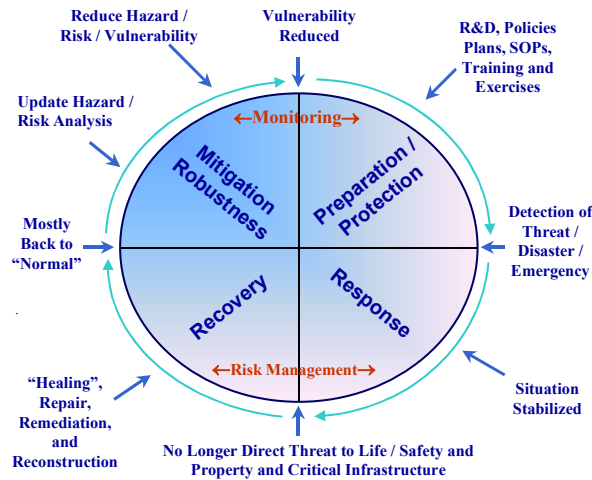 Reduce Hazard /
Risk / Vulnerability
Vulnerability
Reduced
R&D, Policies
Plans, SOPs,
Training and
Exercises
Update Hazard /
Risk Analysis
←Monitoring→
Mitigation
Robustness
Preparation /
Protection
Mostly
Back to
“Normal”
Detection of
Threat /
Disaster /
Emergency
Recovery
Response
←Risk Management→
“Healing”,
Repair,
Remediation,
and
Reconstruction
Situation
Stabilized
No Longer Direct Threat to Life / Safety and
Property and Critical Infrastructure